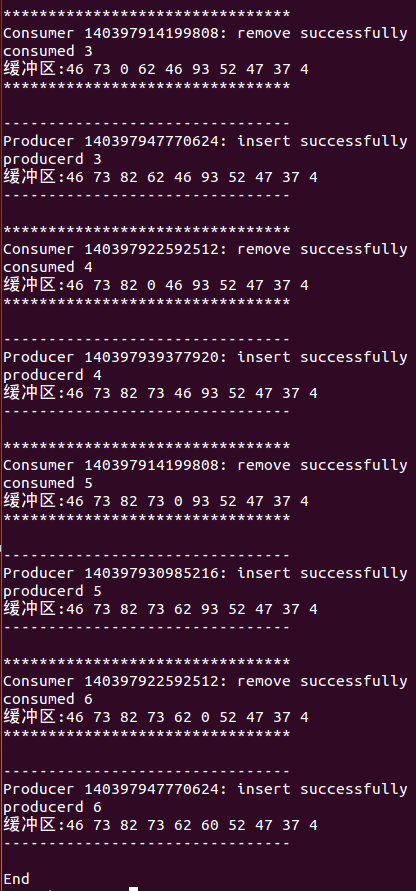 ********************************
Consumer 140397914199808: remove successfully
consumed 3
缓冲区:46 73 0 62 46 93 52 47 37 4
********************************
--------------------------------
Producer 140397947770624: insert successfully
producerd 3
缓冲区:46 73 82 62 46 93 52 47 37 4
--------------------------------
********************************
Consumer 140397922592512: remove successfully
consumed 4
缓冲区:46 73 82 0 46 93 52 47 37 4
********************************
--------------------------------
Producer 140397939377920: insert successfully
producerd 4
缓冲区:46 73 82 73 46 93 52 47 37 4
--------------------------------
********************************
Consumer 140397914199808: remove successfully
consumed 5
缓冲区:46 73 82 73 0 93 52 47 37 4
********************************
--------------------------------
Producer 140397930985216: insert successfully
producerd 5
缓冲区:46 73 82 73 62 93 52 47 37 4
--------------------------------
********************************
Consumer 140397922592512: remove successfully
consumed 6
缓冲区:46 73 82 73 62 0 52 47 37 4
********************************
--------------------------------
Producer 140397947770624: insert successfully
producerd 6
缓冲区:46 73 82 73 62 60 52 47 37 4
--------------------------------
End